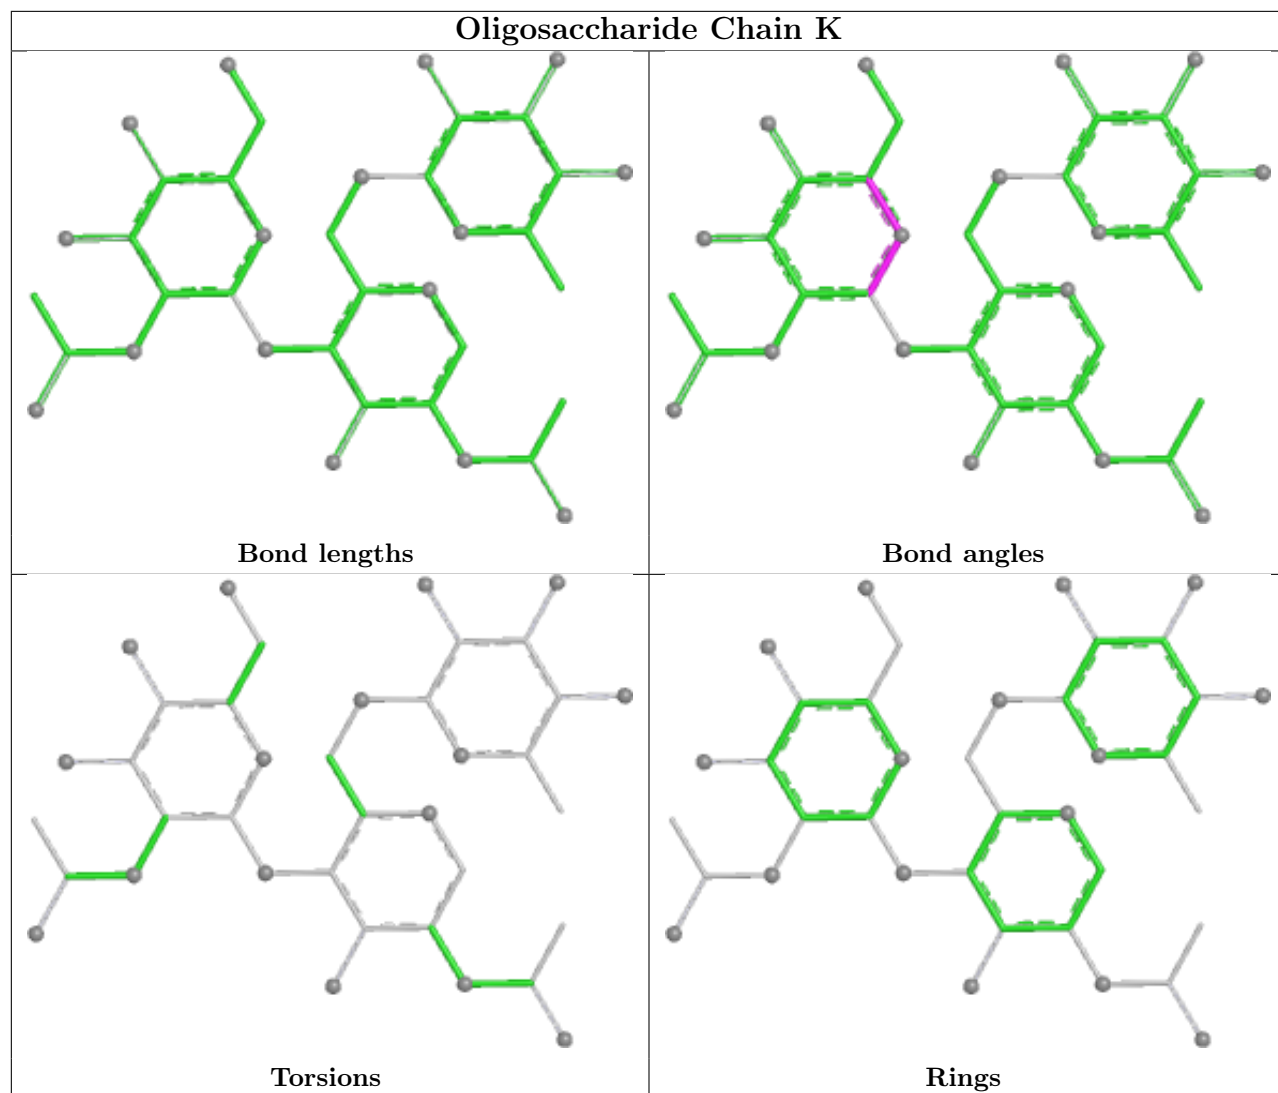 Oligosaccharide Chain K
Bond lengths
Bond angles
Torsions
Rings